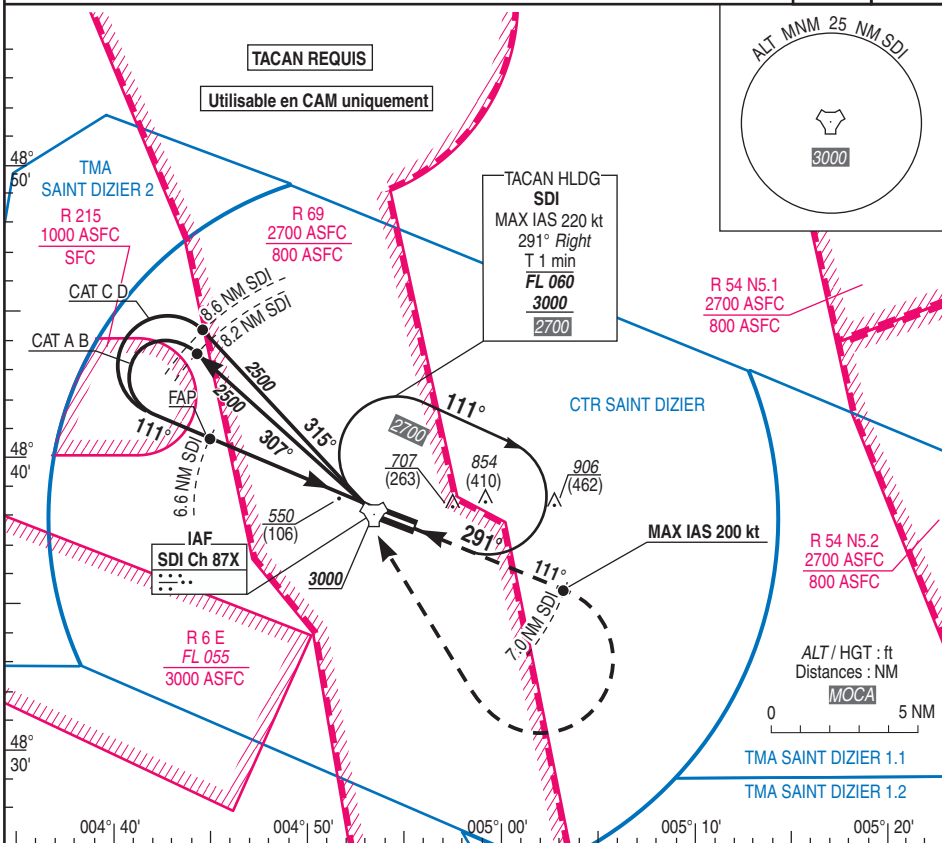 ALT MNM 25 NM SDI
3000
TACAN REQUIS
Utilisable en CAM uniquement
48°
50'
TMA
SAINT DIZIER 2
R 215
1000 ASFC
SFC
R 69
2700 ASFC
800 ASFC
TACAN HLDG
SDI
MAX IAS 220 kt
291° Right
T 1 min
FL 060
3000
2700
R 54 N5.1
2700 ASFC
800 ASFC
CAT C D
8.6 NM SDI
8.2 NM SDI
CAT A B
2500
2500
FAP
111°
307°
315°
6.6 NM SDI
111°
2700
CTR SAINT DIZIER
48°
40'
707
(263)
854
(410)
906
(462)
550
(106)
291°
MAX IAS 200 kt
IAF
SDI Ch 87X
3000
111°
7.0 NM SDI
R 54 N5.2
2700 ASFC
800 ASFC
R 6 E
FL 055
3000 ASFC
ALT / HGT : ft
Distances : NM
MOCA
0 5 NM
48°
30'
TMA SAINT DIZIER 1.1
TMA SAINT DIZIER 1.2
004° 40' 004° 50' 005° 00' 005° 10' 005° 20'